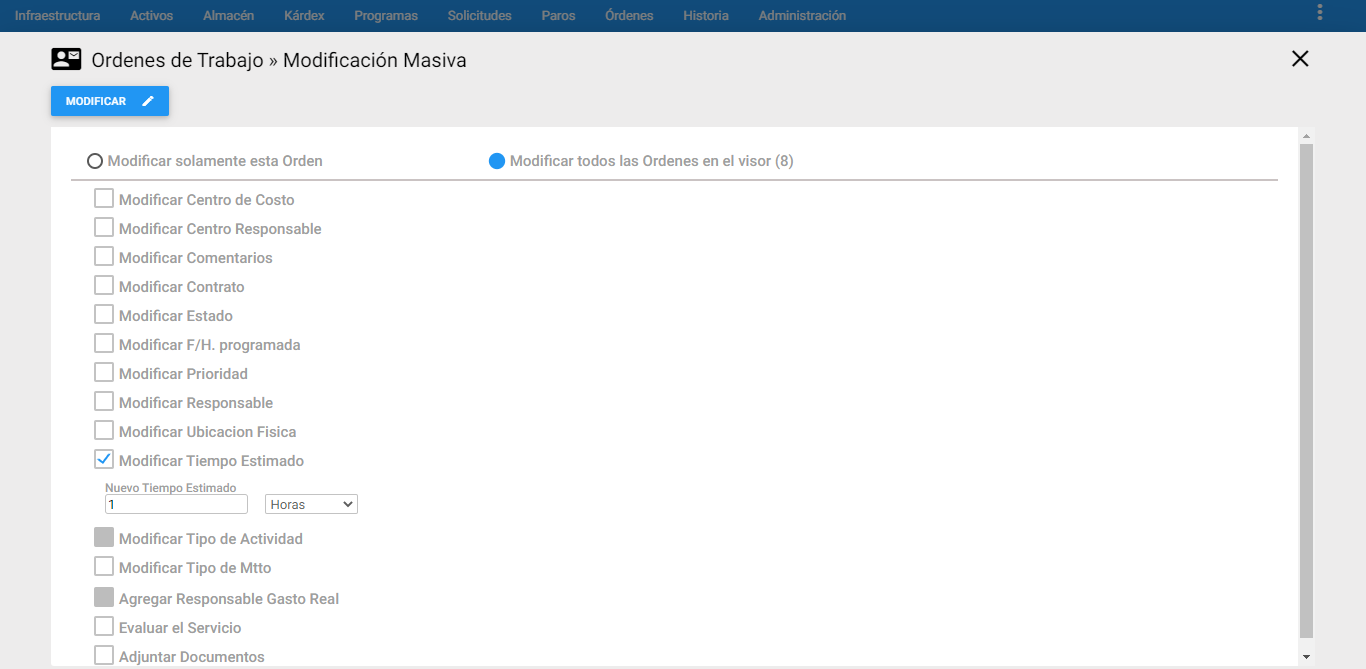 Infraestructura Activos Almacén Kárdex Programas Solicitudes Paros Órdenes Historia Administración
Ordenes de Trabajo » Modificación Masiva
MODIFICAR
Modificar solamente esta Orden Modificar todos las Ordenes en el visor (8)
Modificar Centro de Costo
Modificar Centro Responsable
Modificar Comentarios
Modificar Contrato
Modificar Estado
Modificar F/H. programada
Modificar Prioridad
Modificar Responsable
Modificar Ubicacion Fisica
Modificar Tiempo Estimado
Nuevo Tiempo Estimado
1 Horas
Modificar Tipo de Actividad
Modificar Tipo de Mtto
Agregar Responsable Gasto Real
Evaluar el Servicio
Adjuntar Documentos